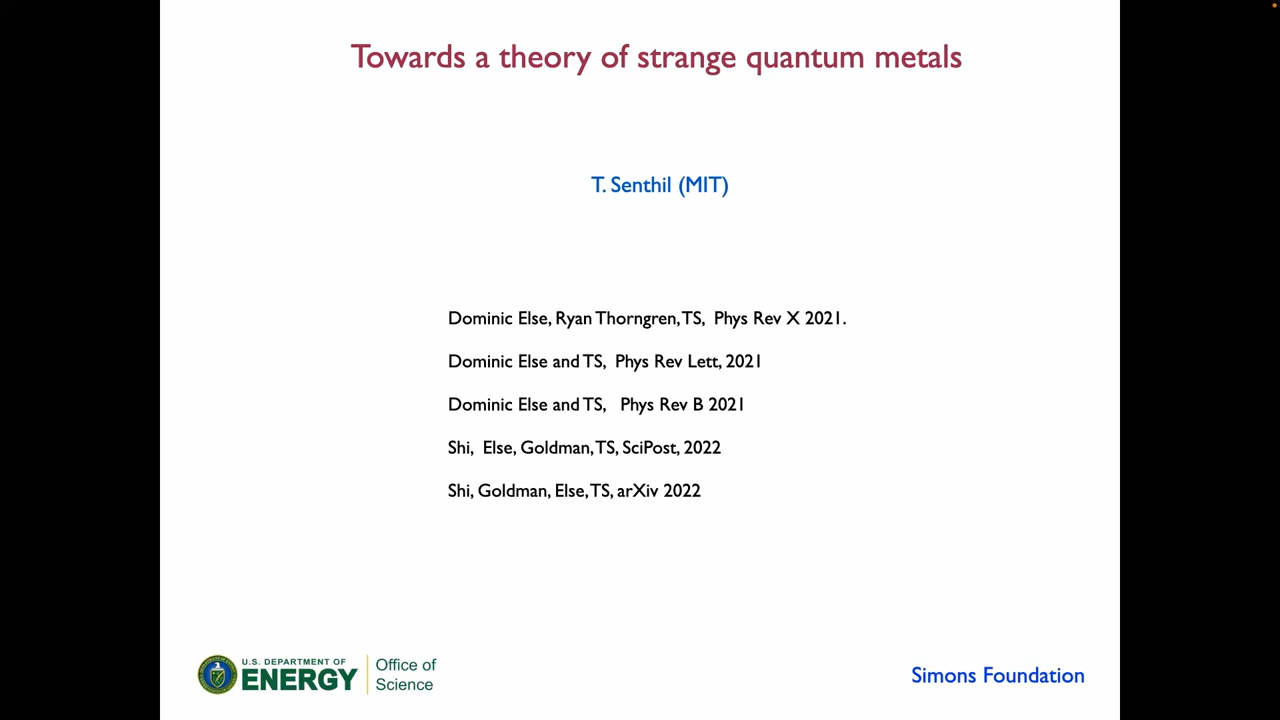 Towards a theory of strange quantum metals
T. Senthil (MIT)
Dominic Else, Ryan Thorngren, TS, Phys Rev X 2021.
Dominic Else and TS, Phys Rev Lett, 2021
Dominic Else and TS, Phys Rev B 2021
Shi, Else, Goldman, TS, SciPost, 2022
Shi, Goldman, Else, TS, arXiv 2022
U.S. DEPARTMENT OF
ENERGY
Office of
Science
Simons Foundation